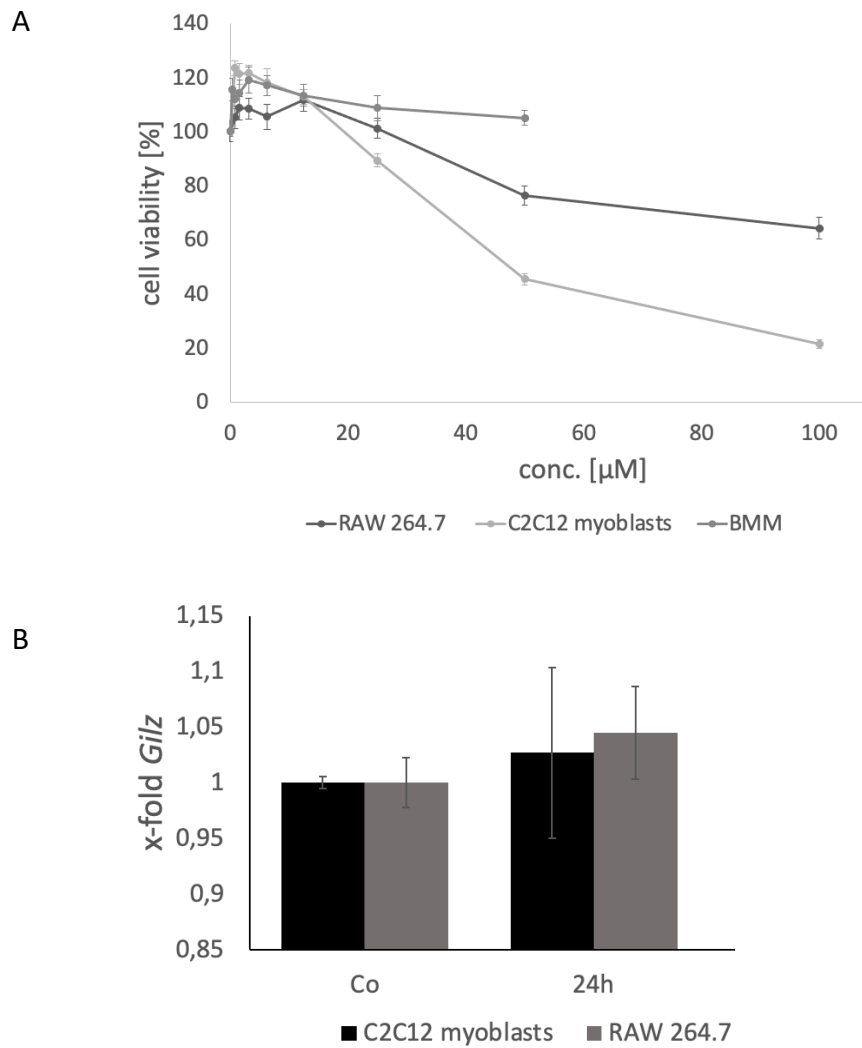 A
140
120
100
80
60
40
20
0
cell viability [%]
0 20 40 60 80 100
conc. [µM]
RAW 264.7 C2C12 myoblasts BMM
B
1,15
1,1
1,05
1
0,95
0,9
0,85
x-fold Gilz
Co 24h
C2C12 myoblasts RAW 264.7